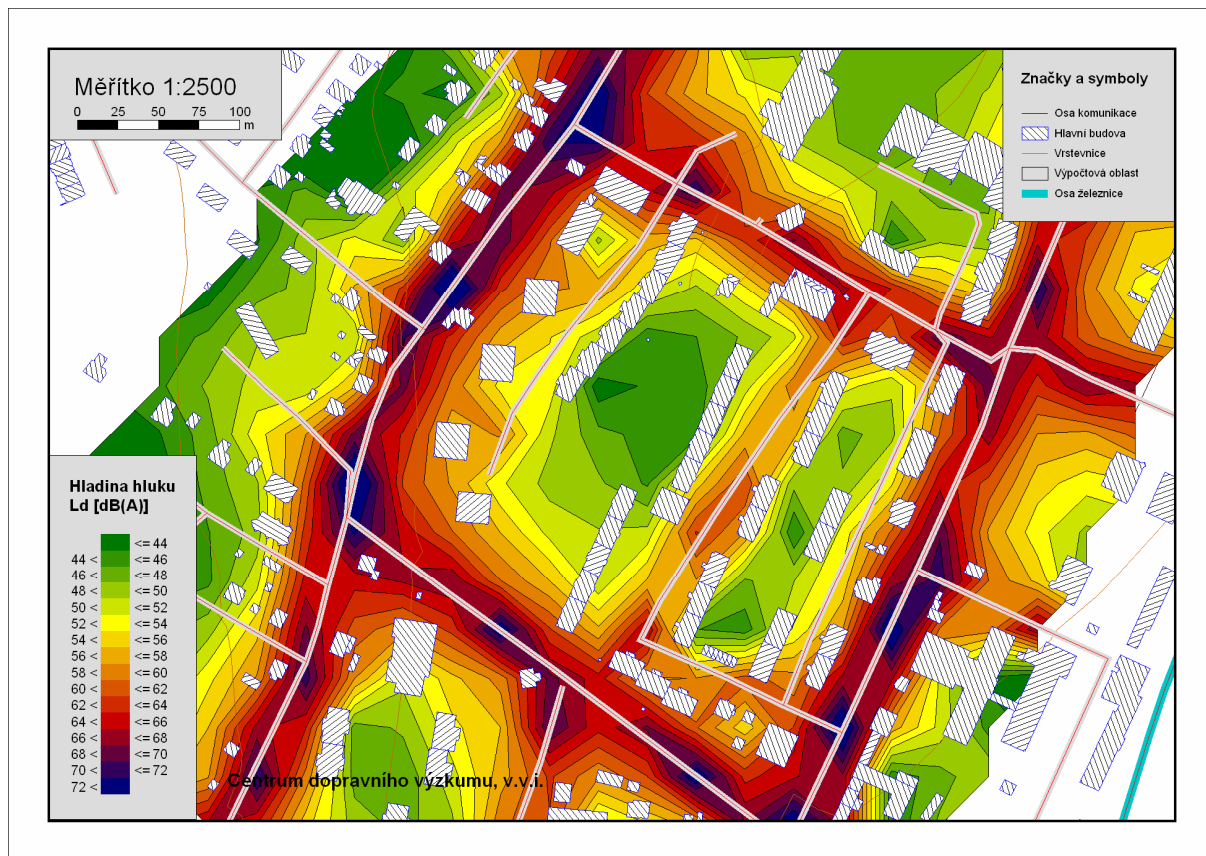 Měřítko 1:2500
0 25 50 75 100
m
Značky a symboly
Osa komunikace
Hlavní budova
Vrstevnice
Výpočtová oblast
Osa železnice
Hladina hluku
Ld [dB(A)]
<= 44
44 < <= 46
46 < <= 48
48 < <= 50
50 < <= 52
52 < <= 54
54 < <= 56
56 < <= 58
58 < <= 60
60 < <= 62
62 < <= 64
64 < <= 66
66 < <= 68
68 < <= 70
70 < <= 72
72 <
Centrum dopravního výzkumu, v.v.i.